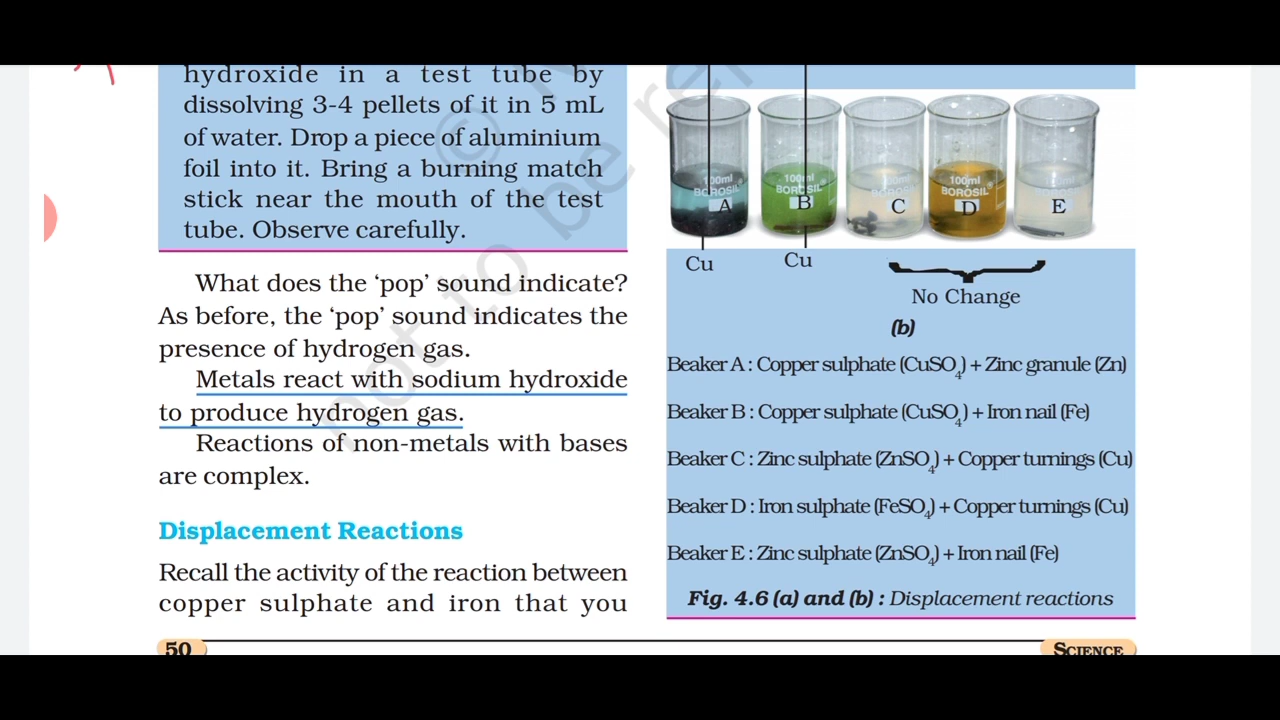 hydroxide in a test tube by
dissolving 3-4 pellets of it in 5 mL
of water. Drop a piece of aluminium
foil into it. Bring a burning match
stick near the mouth of the test
tube. Observe carefully.
What does the ‘pop’ sound indicate?
As before, the ‘pop’ sound indicates the
presence of hydrogen gas.
Metals react with sodium hydroxide
to produce hydrogen gas.
Reactions of non-metals with bases
are complex.
Displacement Reactions
Recall the activity of the reaction between
copper sulphate and iron that you
100ml 100ml 100ml 100ml
BOROSIL BOROSIL BOROSIL BOROSIL
A B C D E
Cu Cu
No Change
(b)
Beaker A : Copper sulphate (CuSO4) + Zinc granule (Zn)
Beaker B : Copper sulphate (CuSO4) + Iron nail (Fe)
Beaker C : Zinc sulphate (ZnSO4) + Copper turnings (Cu)
Beaker D : Iron sulphate (FeSO4) + Copper turnings (Cu)
Beaker E : Zinc sulphate (ZnSO4) + Iron nail (Fe)
Fig. 4.6 (a) and (b) : Displacement reactions
50 SCIENCE
not to be re